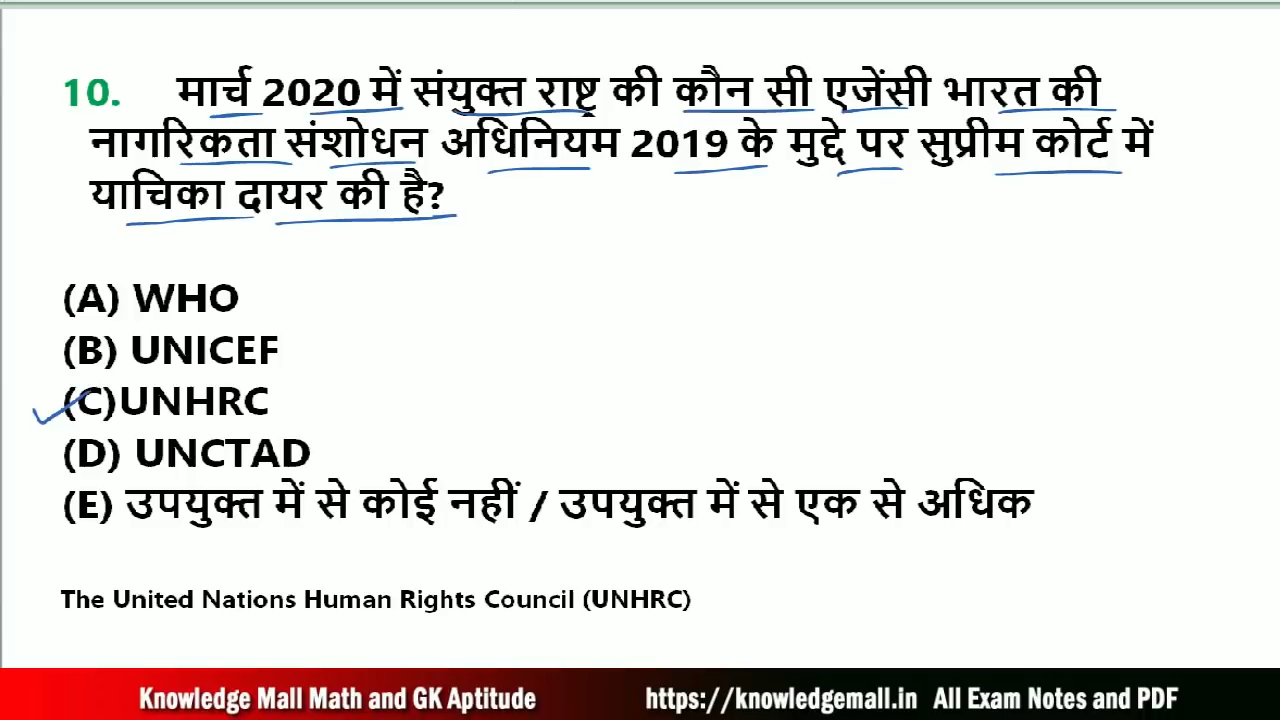 10. मार्च 2020 में संयुक्त राष्ट्र की कौन सी एजेंसी भारत की
नागरिकता संशोधन अधिनियम 2019 के मुद्दे पर सुप्रीम कोर्ट में
याचिका दायर की है?
(A) WHO
(B) UNICEF
(C)UNHRC
(D) UNCTAD
(E) उपयुक्त में से कोई नहीं / उपयुक्त में से एक से अधिक
The United Nations Human Rights Council (UNHRC)
Knowledge Mall Math and GK Aptitude https://knowledgemall.in All Exam Notes and PDF